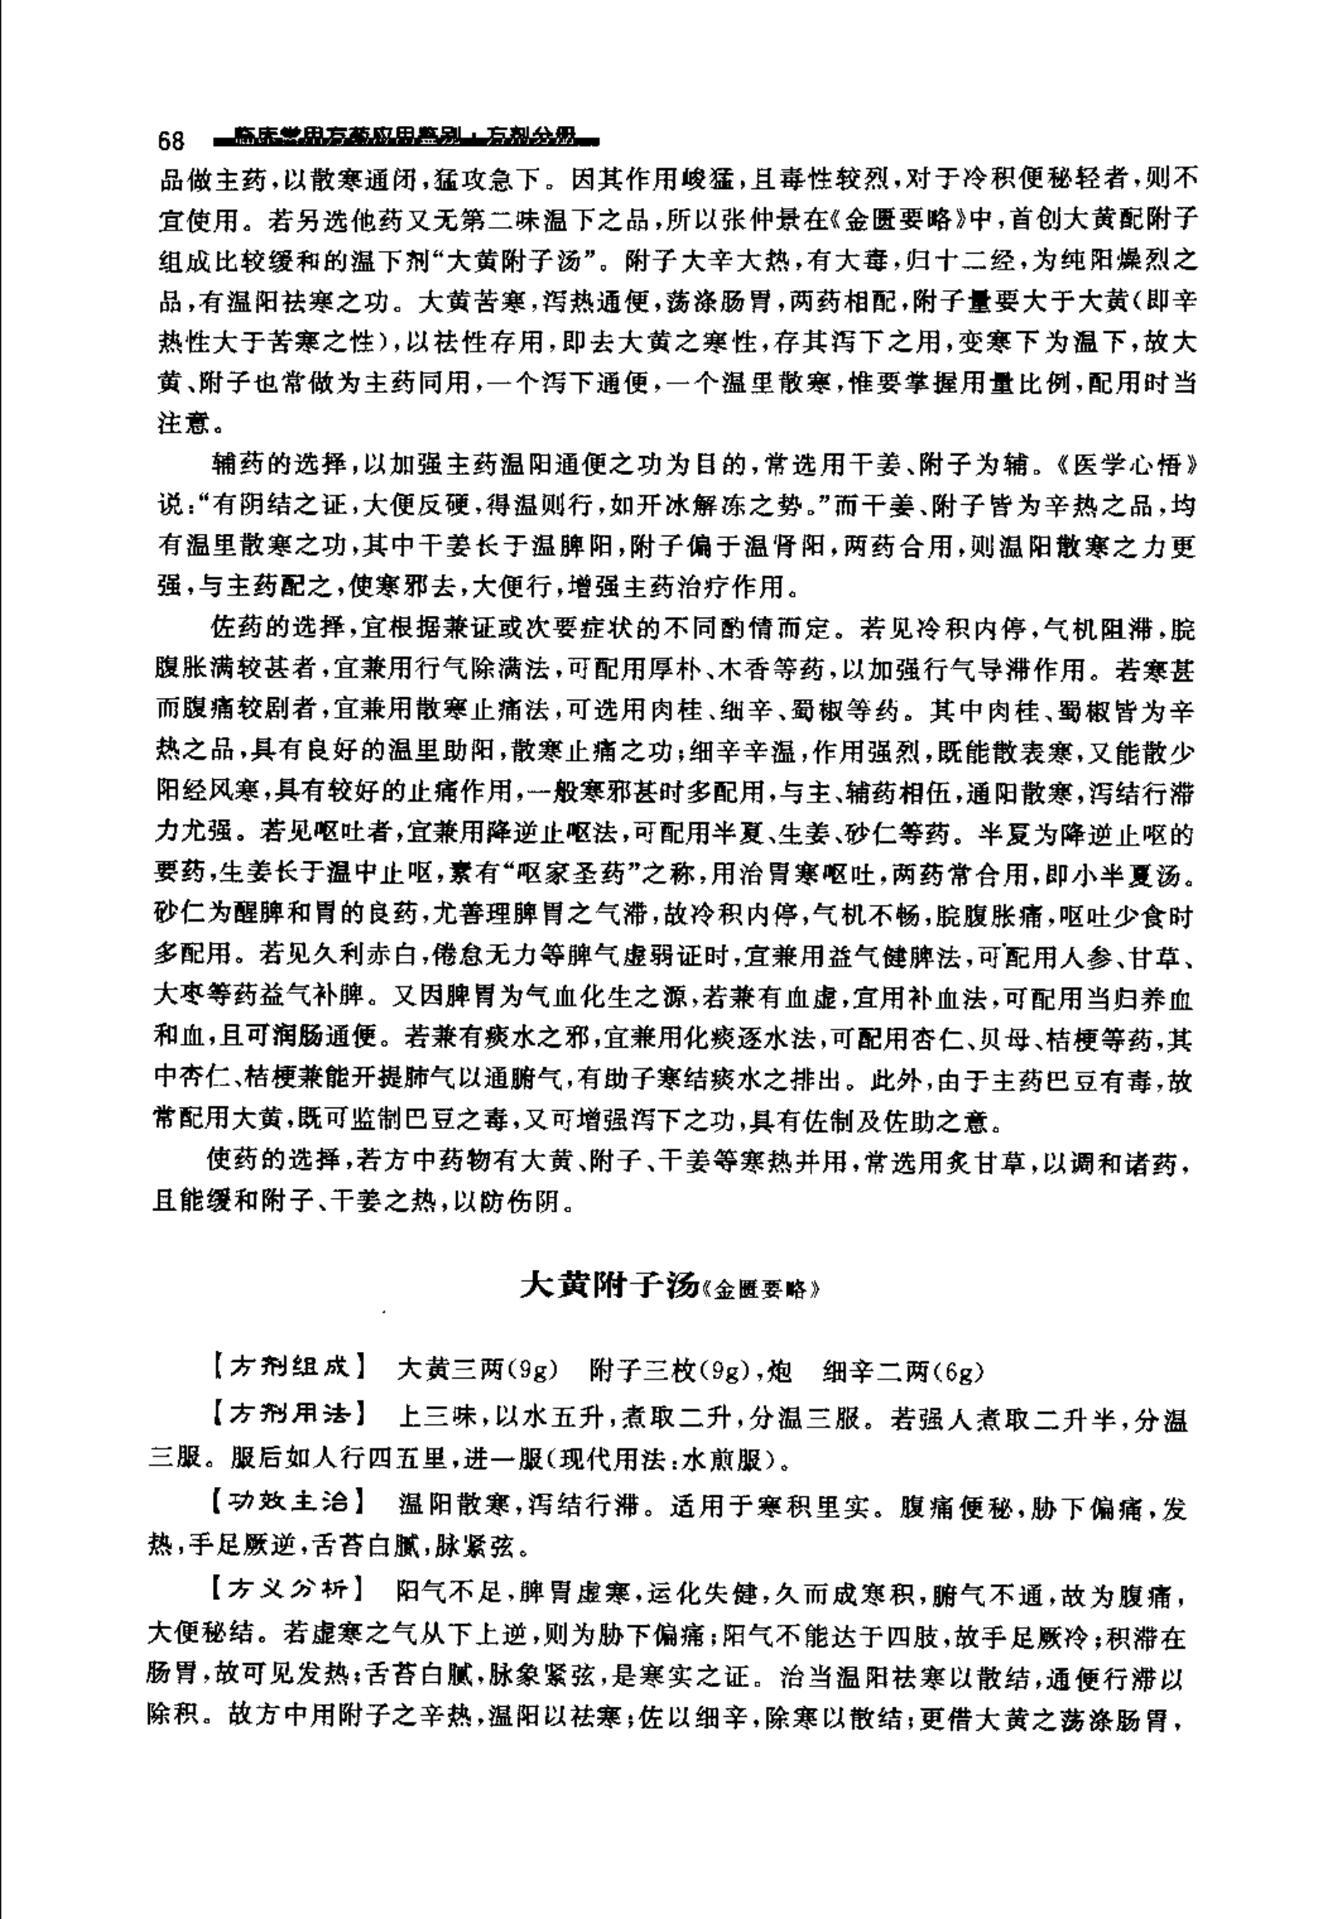 68 临床常用方药应用鉴别·方剂分册
品做主药,以散寒通闭,猛攻急下。因其作用峻猛,且毒性较烈,对于冷积便秘轻者,则不
宜使用。若另选他药又无第二味温下之品,所以张仲景在《金匮要略》中,首创大黄配附子
组成比较缓和的温下剂“大黄附子汤”。附子大辛大热,有大毒,归十二经,为纯阳燥烈之
品,有温阳祛寒之功。大黄苦寒,泻热通便,荡涤肠胃,两药相配,附子量要大于大黄(即辛
热性大于苦寒之性),以祛性存用,即去大黄之寒性,存其泻下之用,变寒下为温下,故大
黄、附子也常做为主药同用,一个泻下通便,一个温里散寒,惟要掌握用量比例,配用时当
注意。
辅药的选择,以加强主药温阳通便之功为目的,常选用干姜、附子为辅。《医学心悟》
说:“有阴结之证,大便反硬,得温则行,如开冰解冻之势。”而干姜、附子皆为辛热之品,均
有温里散寒之功,其中干姜长于温脾阳,附子偏于温肾阳,两药合用,则温阳散寒之力更
强,与主药配之,使寒邪去,大便行,增强主药治疗作用。
佐药的选择,宜根据兼证或次要症状的不同酌情而定。若见冷积内停,气机阻滞,脘
腹胀满较甚者,宜兼用行气除满法,可配用厚朴、木香等药,以加强行气导滞作用。若寒甚
而腹痛较剧者,宜兼用散寒止痛法,可选用肉桂、细辛、蜀椒等药。其中肉桂、蜀椒皆为辛
热之品,具有良好的温里助阳,散寒止痛之功;细辛辛温,作用强烈,既能散表寒,又能散少
阳经风寒,具有较好的止痛作用,一般寒邪甚时多配用,与主、辅药相伍,通阳散寒,泻结行滞
力尤强。若见呕吐者,宜兼用降逆止呕法,可配用半夏、生姜、砂仁等药。半夏为降逆止呕的
要药,生姜长于温中止呕,素有“呕家圣药”之称,用治胃寒呕吐,两药常合用,即小半夏汤。
砂仁为醒脾和胃的良药,尤善理脾胃之气滞,故冷积内停,气机不畅,脘腹胀痛,呕吐少食时
多配用。若见久利赤白,倦怠无力等脾气虚弱证时,宜兼用益气健脾法,可配用人参、甘草、
大枣等药益气补脾。又因脾胃为气血化生之源,若兼有血虚,宜用补血法,可配用当归养血
和血,且可润肠通便。若兼有痰水之邪,宜兼用化痰逐水法,可配用杏仁、贝母、桔梗等药,其
中杏仁、桔梗兼能开提肺气以通腑气,有助于寒结痰水之排出。此外,由于主药巴豆有毒,故
常配用大黄,既可监制巴豆之毒,又可增强泻下之功,具有佐制及佐助之意。
使药的选择,若方中药物有大黄、附子、干姜等寒热并用,常选用炙甘草,以调和诸药,
且能缓和附子、干姜之热,以防伤阴。
大黄附子汤《金匮要略》
【方剂组成】 大黄三两(9g) 附子三枚(9g),炮 细辛二两(6g)
【方剂用法】 上三味,以水五升,煮取二升,分温三服。若强人煮取二升半,分温
三服。服后如人行四五里,进一服(现代用法:水煎服)。
【功效主治】 温阳散寒,泻结行滞。适用于寒积里实。腹痛便秘,胁下偏痛,发
热,手足厥逆,舌苔白腻,脉紧弦。
【方义分析】 阳气不足,脾胃虚寒,运化失健,久而成寒积,腑气不通,故为腹痛,
大便秘结。若虚寒之气从下上逆,则为胁下偏痛;阳气不能达于四肢,故手足厥冷;积滞在
肠胃,故可见发热;舌苔白腻,脉象紧弦,是寒实之证。治当温阳祛寒以散结,通便行滞以
除积。故方中用附子之辛热,温阳以祛寒;佐以细辛,除寒以散结;更借大黄之荡涤肠胃,